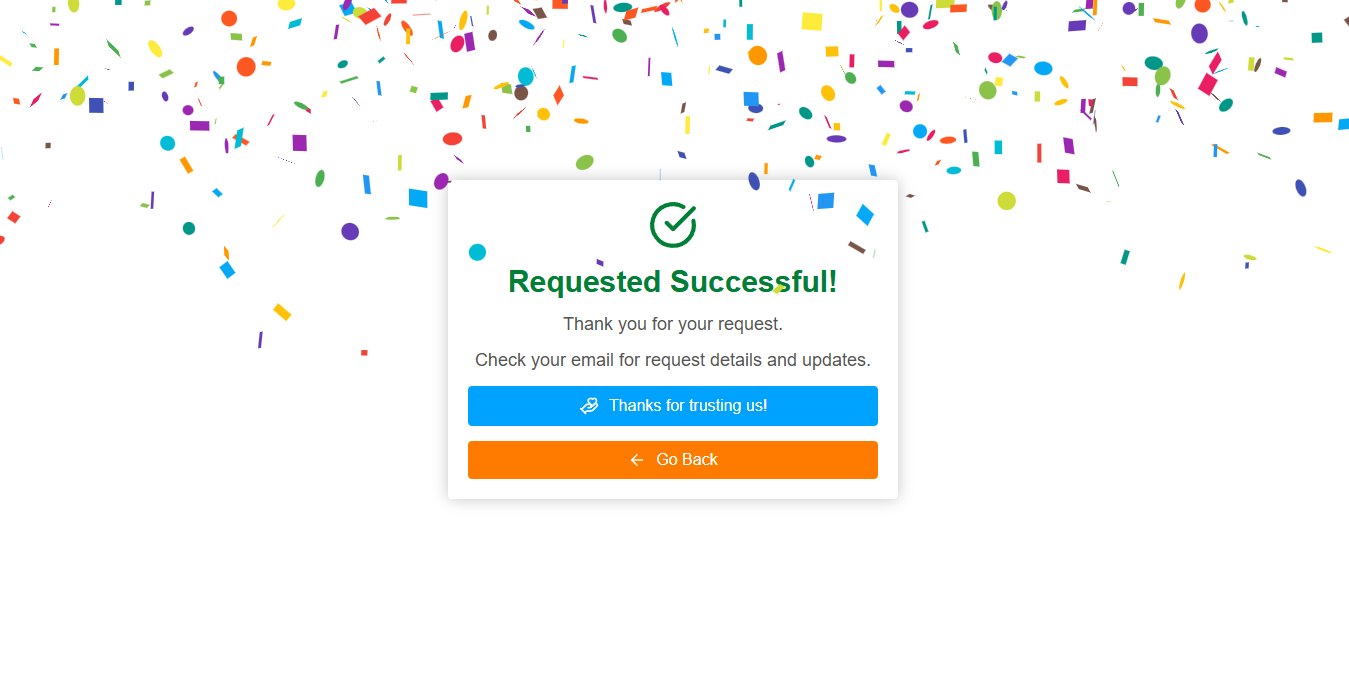 Requested Successful!
Thank you for your request.
Check your email for request details and updates.
Thanks for trusting us!
Go Back